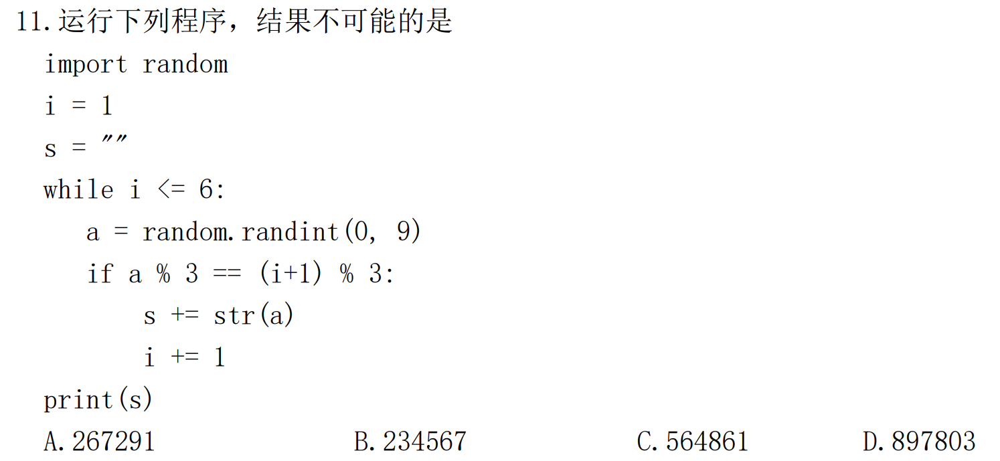 11.运行下列程序，结果不可能的是
import random
i = 1
s = ""
while i <= 6:
a = random.randint(0, 9)
if a % 3 == (i+1) % 3:
s += str(a)
i += 1
print(s)
A.267291 B.234567 C.564861 D.897803